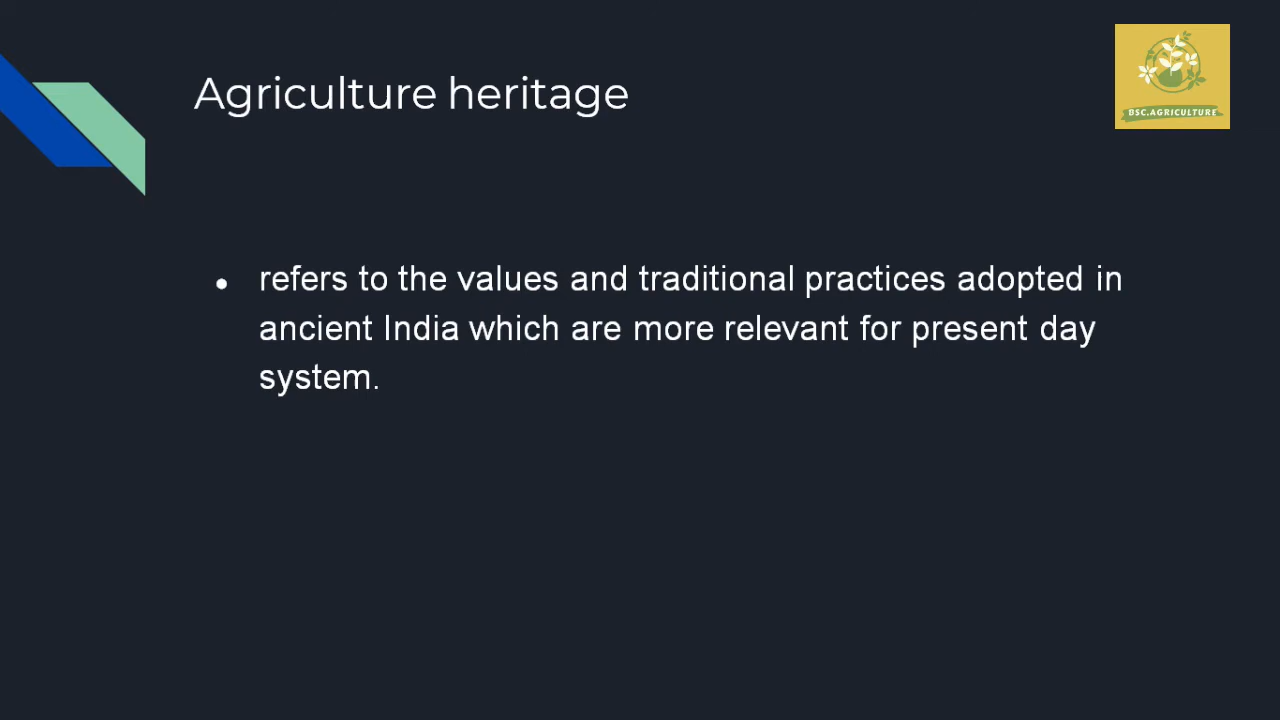 Agriculture heritage
BSC.AGRICULTURE
● refers to the values and traditional practices adopted in
ancient India which are more relevant for present day
system.